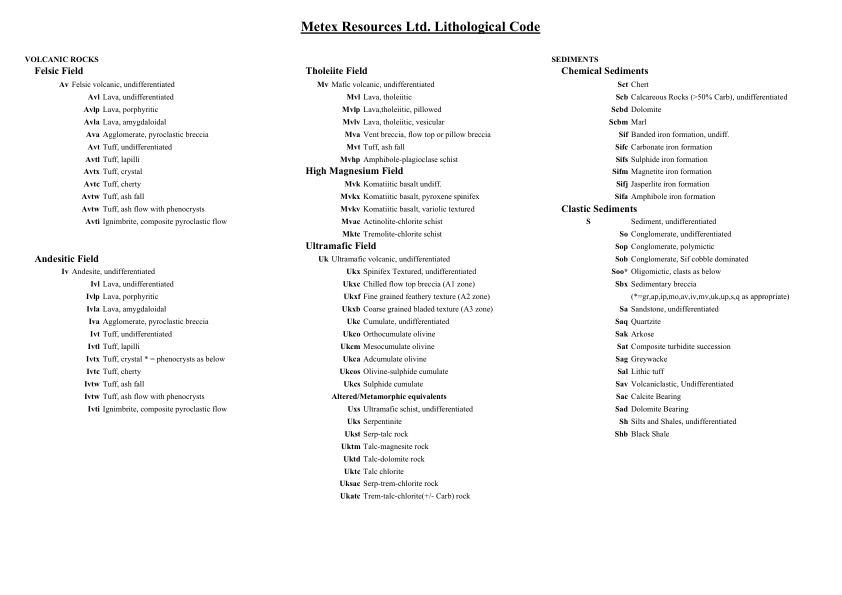 Metex Resources Ltd. Lithological Code
VOLCANIC ROCKS
Felsic Field
Av Felsic volcanic, undifferentiated
Avl Lava, undifferentiated
Avlp Lava, porphyritic
Avla Lava, amygdaloidal
Ava Agglomerate, pyroclastic breccia
Avt Tuff, undifferentiated
Avtl Tuff, lapilli
Avtx Tuff, crystal
Avtc Tuff, cherty
Avtw Tuff, ash fall
Avtw Tuff, ash flow with phenocrysts
Avti Ignimbrite, composite pyroclastic flow
Andesitic Field
Iv Andesite, undifferentiated
Ivl Lava, undifferentiated
Ivlp Lava, porphyritic
Ivla Lava, amygdaloidal
Iva Agglomerate, pyroclastic breccia
Ivt Tuff, undifferentiated
Ivtl Tuff, lapilli
Ivtx Tuff, crystal * = phenocrysts as below
Ivtc Tuff, cherty
Ivtw Tuff, ash fall
Ivtw Tuff, ash flow with phenocrysts
Ivti Ignimbrite, composite pyroclastic flow
Tholeiite Field
Mv Mafic volcanic, undifferentiated
Mvl Lava, tholeiitic
Mvlp Lava,tholeiitic, pillowed
Mvlv Lava, tholeiitic, vesicular
Mva Vent breccia, flow top or pillow breccia
Mvt Tuff, ash fall
Mvhp Amphibole-plagioclase schist
High Magnesium Field
Mvk Komatiitic basalt undiff.
Mvkx Komatiitic basalt, pyroxene spinifex
Mvkv Komatiitic basalt, variolic textured
Mvac Actinolite-chlorite schist
Mktc Tremolite-chlorite schist
Ultramafic Field
Uk Ultramafic volcanic, undifferentiated
Ukx Spinifex Textured, undifferentiated
Ukxc Chilled flow top breccia (A1 zone)
Ukxf Fine grained feathery texture (A2 zone)
Ukxb Coarse grained bladed texture (A3 zone)
Ukc Cumulate, undifferentiated
Ukco Orthocumulate olivine
Ukcm Mesocumulate olivine
Ukca Adcumulate olivine
Ukcos Olivine-sulphide cumulate
Ukcs Sulphide cumulate
Altered/Metamorphic equivalents
Uxs Ultramafic schist, undifferentiated
Uks Serpentinite
Ukst Serp-talc rock
Uktm Talc-magnesite rock
Uktd Talc-dolomite rock
Uktc Talc chlorite
Uksac Serp-trem-chlorite rock
Ukatc Trem-talc-chlorite(+/- Carb) rock
SEDIMENTS
Chemical Sediments
Sct Chert
Scb Calcareous Rocks (>50% Carb), undifferentiated
Scbd Dolomite
Scbm Marl
Sif Banded iron formation, undiff.
Sifc Carbonate iron formation
Sifs Sulphide iron formation
Sifm Magnetite iron formation
Sifj Jasperlite iron formation
Sifa Amphibole iron formation
Clastic Sediments
S Sediment, undifferentiated
So Conglomerate, undifferentiated
Sop Conglomerate, polymictic
Sob Conglomerate, Sif cobble dominated
Soo* Oligomictic, clasts as below
Sbx Sedimentary breccia
(*=gr,ap,ip,mo,av,iv,mv,uk,up,s,q as appropriate)
Sa Sandstone, undifferentiated
Saq Quartzite
Sak Arkose
Sat Composite turbidite succession
Sag Greywacke
Sal Lithic tuff
Sav Volcaniclastic, Undifferentiated
Sac Calcite Bearing
Sad Dolomite Bearing
Sh Silts and Shales, undifferentiated
Shb Black Shale